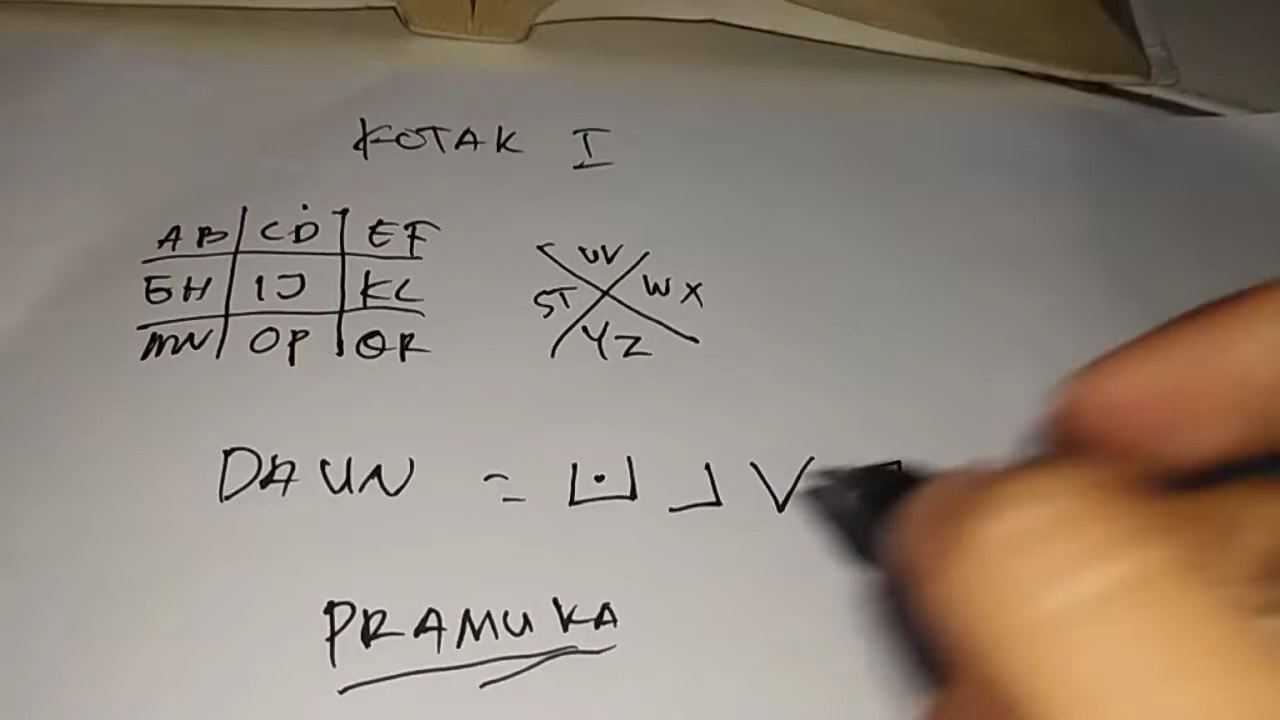 KOTAK I
AB CD EF
GH IJ KL
MN OP QR
UV
ST WX
YZ
DAUN =
PRAMUKA